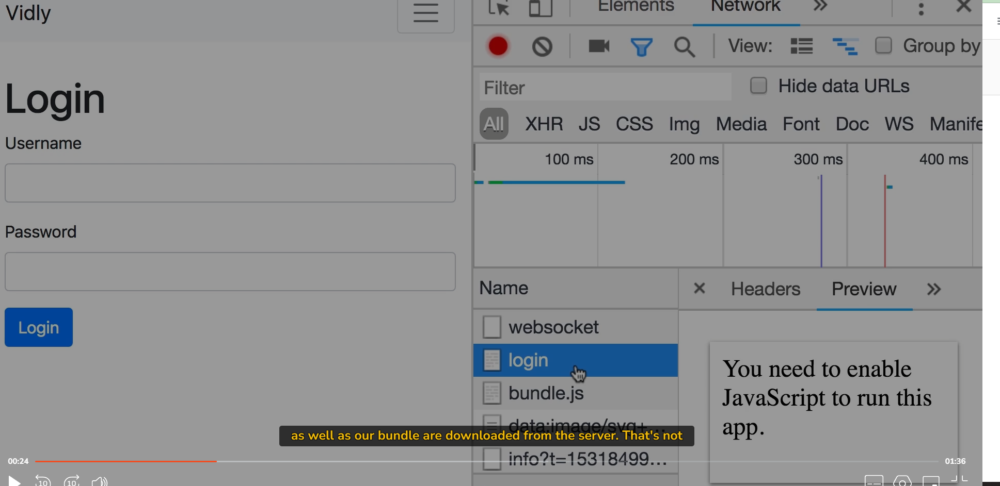 Vidly
Elements Network »
View: Group by
Filter Hide data URLs
All XHR JS CSS Img Media Font Doc WS Manife
100 ms 200 ms 300 ms 400 ms
Login
Username
Password
Login
Name
Headers Preview »
websocket
login
bundle.js
data:image/svg+...
info?t=15318499...
You need to enable
JavaScript to run this
app.
as well as our bundle are downloaded from the server. That's not
00:24 01:36
10 10